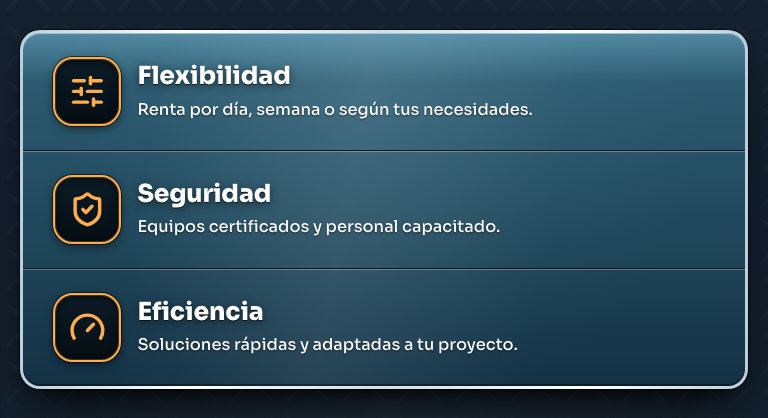 Flexibilidad
Renta por día, semana o según tus necesidades.
Seguridad
Equipos certificados y personal capacitado.
Eficiencia
Soluciones rápidas y adaptadas a tu proyecto.